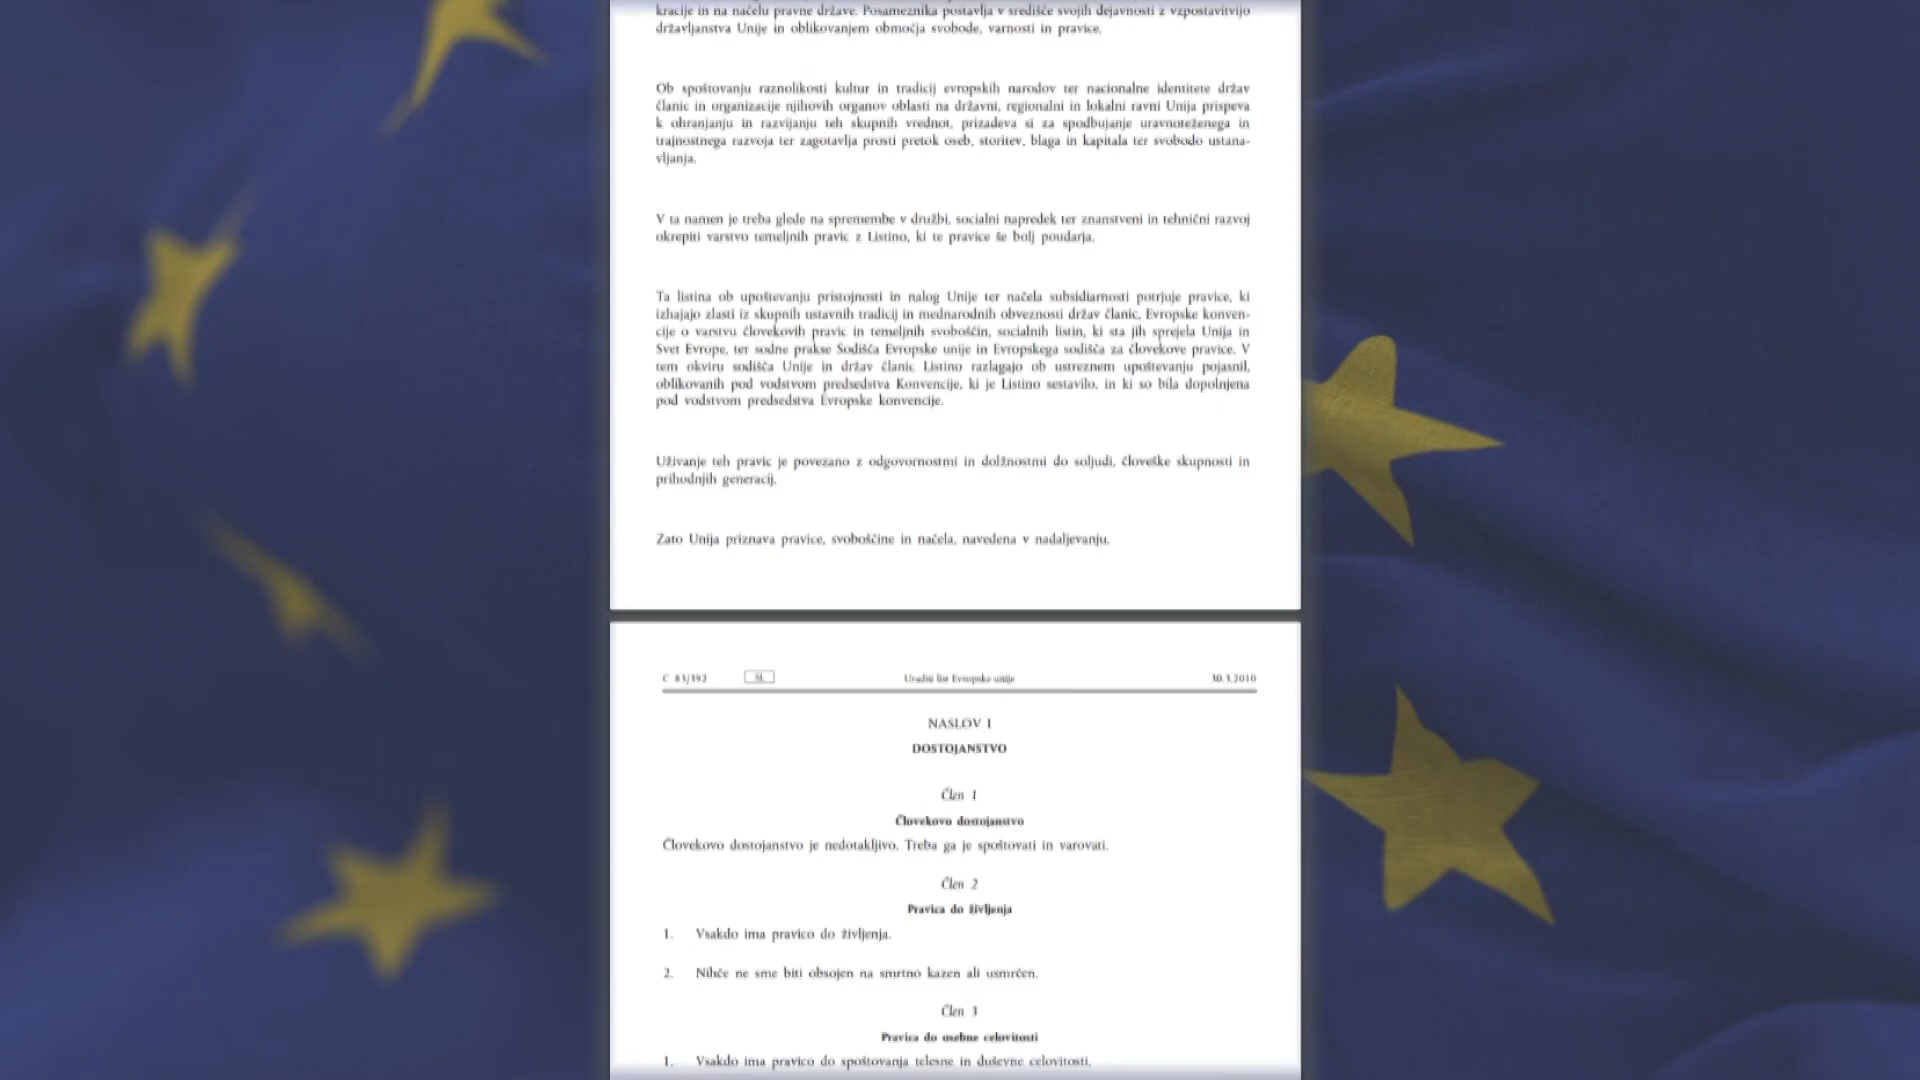 kracije in na načelu pravne države. Posameznika postavlja v središče svojih dejavnosti z vzpostavitvijo
državljanstva Unije in oblikovanjem območja svobode, varnosti in pravice.
Ob spoštovanju raznolikosti kultur in tradicij evropskih narodov ter nacionalne identitete držav
članic in organizacije njihovih organov oblasti na državni, regionalni in lokalni ravni Unija prispeva
k ohranjanju in razvijanju teh skupnih vrednot, prizadeva si za spodbujanje uravnoteženega in
trajnostnega razvoja ter zagotavlja prosti pretok oseb, storitev, blaga in kapitala ter svobodo ustana-
vljanja.
V ta namen je treba glede na spremembe v družbi, socialni napredek ter znanstveni in tehnični razvoj
okrepiti varstvo temeljnih pravic z Listino, ki te pravice še bolj poudarja.
Ta listina ob upoštevanju pristojnosti in nalog Unije ter načela subsidiarnosti potrjuje pravice, ki
izhajajo zlasti iz skupnih ustavnih tradicij in mednarodnih obveznosti držav članic, Evropske konven-
cije o varstvu človekovih pravic in temeljnih svoboščin, socialnih listin, ki sta jih sprejela Unija in
Svet Evrope, ter sodne prakse Sodišča Evropske unije in Evropskega sodišča za človekove pravice. V
tem okviru sodišča Unije in držav članic Listino razlagajo ob ustreznem upoštevanju pojasnil,
oblikovanih pod vodstvom predsedstva Konvencije, ki je Listino sestavilo, in ki so bila dopolnjena
pod vodstvom predsedstva Evropske konvencije.
Uživanje teh pravic je povezano z odgovornostmi in dolžnostmi do soljudi, človeške skupnosti in
prihodnjih generacij.
Zato Unija priznava pravice, svoboščine in načela, navedena v nadaljevanju.
C 83/392 SL Uradni list Evropske unije 30.3.2010
NASLOV I
DOSTOJANSTVO
Člen 1
Človekovo dostojanstvo
Človekovo dostojanstvo je nedotakljivo. Treba ga je spoštovati in varovati.
Člen 2
Pravica do življenja
1. Vsakdo ima pravico do življenja.
2. Nihče ne sme biti obsojen na smrtno kazen ali usmrčen.
Člen 3
Pravica do osebne celovitosti
1. Vsakdo ima pravico do spoštovanja telesne in duševne celovitosti.